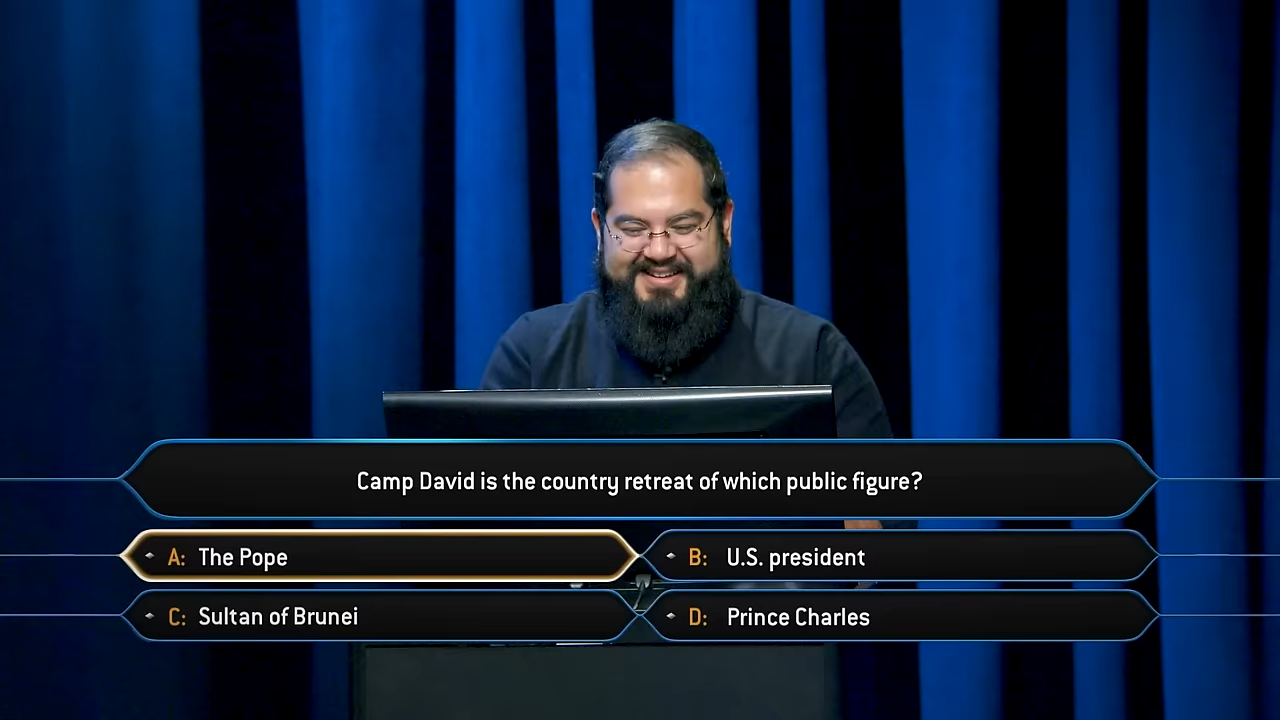 Camp David is the country retreat of which public figure?
A: The Pope
B: U.S. president
C: Sultan of Brunei
D: Prince Charles